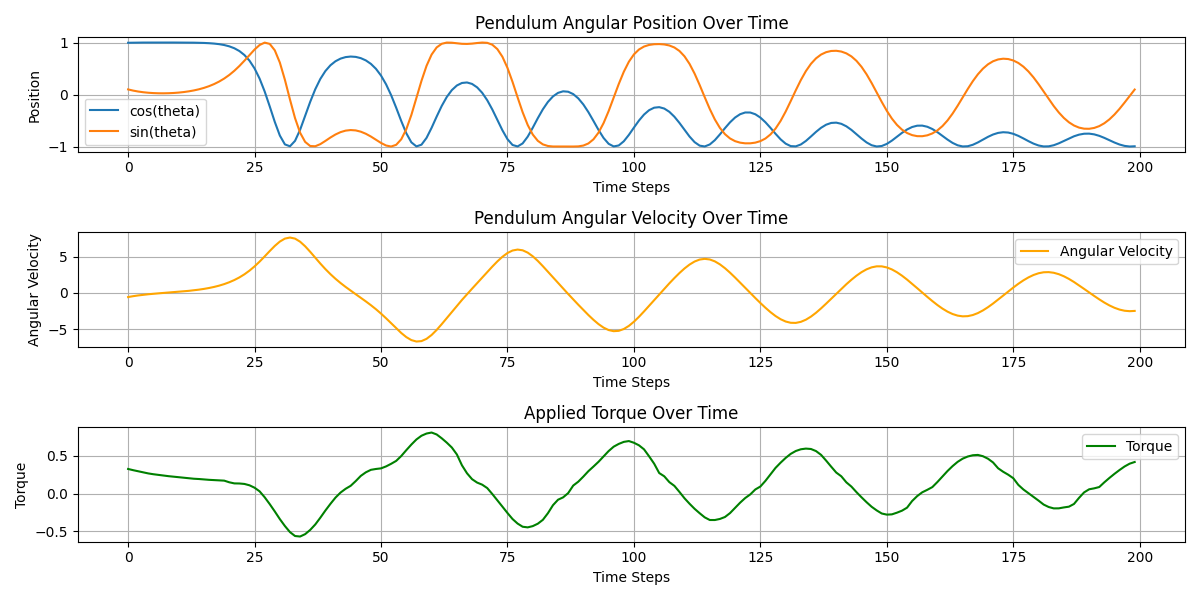 Pendulum Angular Position Over Time
Position
1
0
−1
cos(theta)
sin(theta)
0 25 50 75 100 125 150 175 200
Time Steps
Pendulum Angular Velocity Over Time
Angular Velocity
5
0
−5
Angular Velocity
0 25 50 75 100 125 150 175 200
Time Steps
Applied Torque Over Time
Torque
0.5
0.0
−0.5
Torque
0 25 50 75 100 125 150 175 200
Time Steps